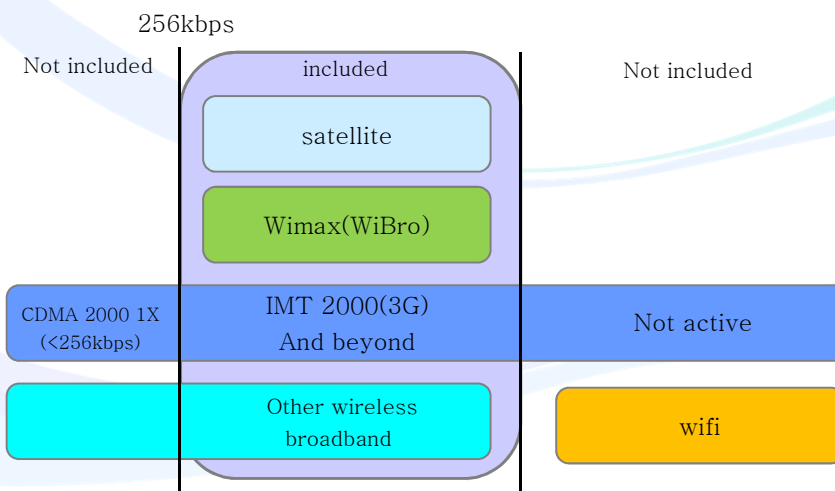 256kbps
Not included
included
Not included
satellite
Wimax(WiBro)
CDMA 2000 1X
(<256kbps)
IMT 2000(3G)
And beyond
Not active
Other wireless
broadband
wifi